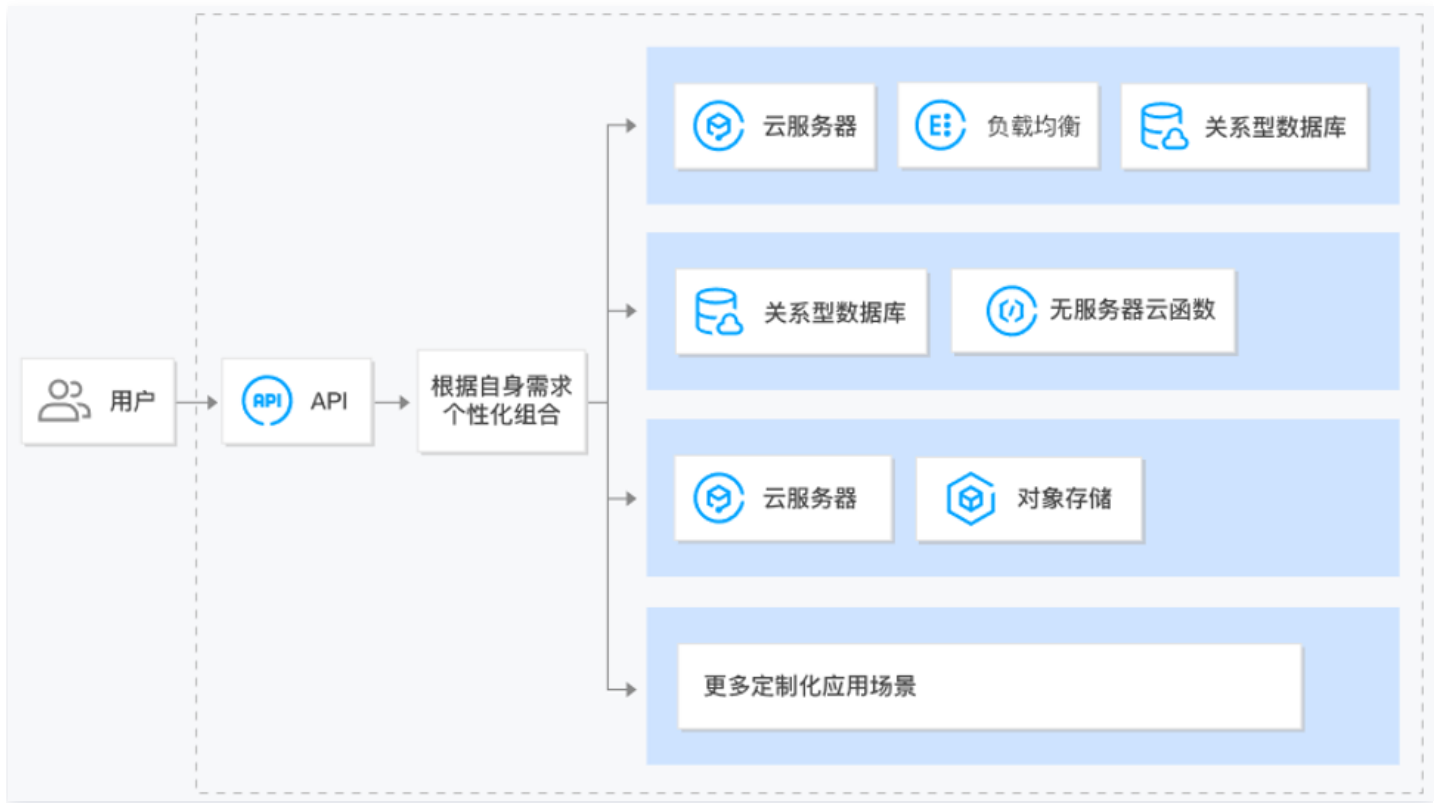 云服务器
负载均衡
关系型数据库
关系型数据库
无服务器云函数
用户
API
API
根据自身需求
个性化组合
云服务器
对象存储
更多定制化应用场景